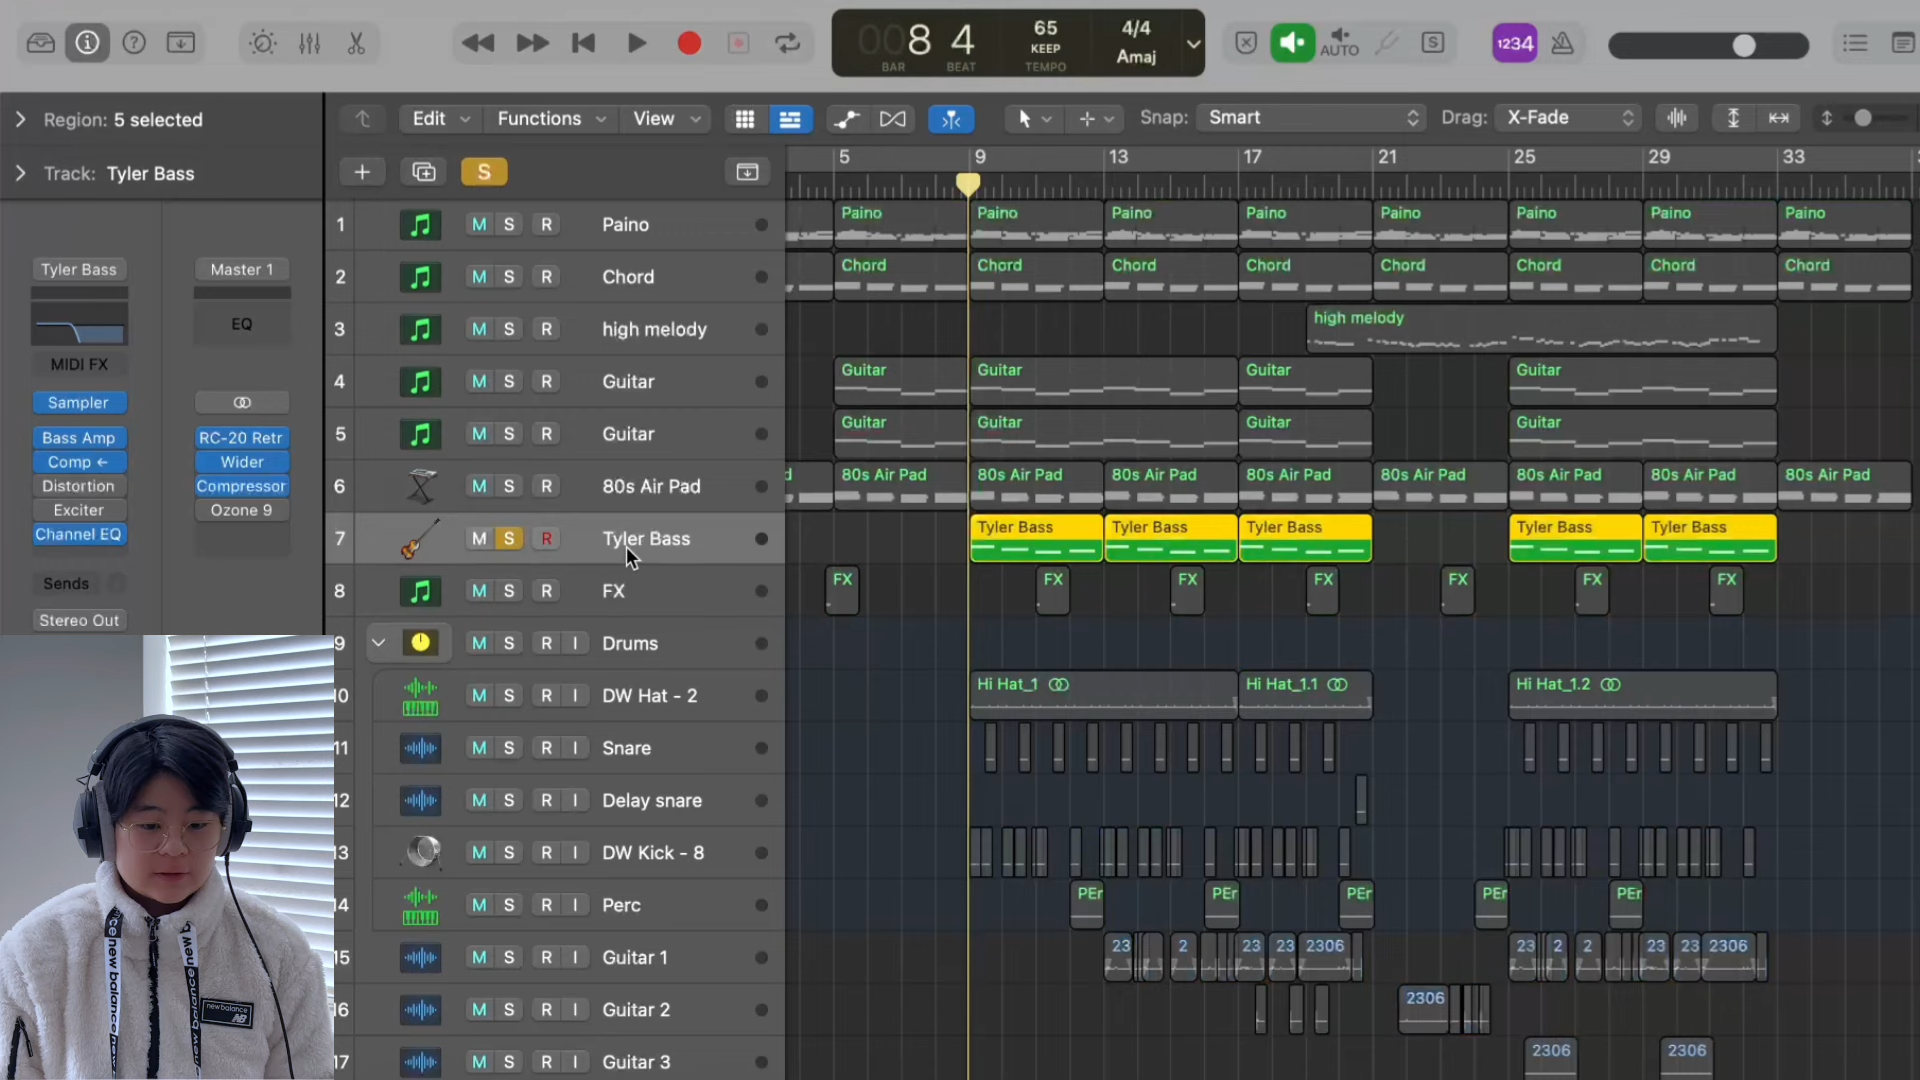 8 4
65
KEEP
4/4
Amaj
BAR
BEAT
TEMPO
AUTO
S
1234
Region: 5 selected
Edit
Functions
View
Snap: Smart
Drag: X-Fade
Track: Tyler Bass
S
5 9 13 17 21 25 29 33
Tyler Bass
Master 1
EQ
MIDI FX
Sampler
Bass Amp
RC-20 Retr
Comp
Wider
Distortion
Compressor
Exciter
Ozone 9
Channel EQ
Sends
Stereo Out
1 M S R Paino
Paino Paino Paino Paino Paino Paino Paino Paino
2 M S R Chord
Chord Chord Chord Chord Chord Chord Chord Chord
3 M S R high melody
high melody
4 M S R Guitar
Guitar Guitar Guitar Guitar
5 M S R Guitar
Guitar Guitar Guitar Guitar
6 M S R 80s Air Pad
d 80s Air Pad 80s Air Pad 80s Air Pad 80s Air Pad 80s Air Pad 80s Air Pad 80s Air Pad 80s Air Pad
7 M S R Tyler Bass
Tyler Bass Tyler Bass Tyler Bass Tyler Bass Tyler Bass
8 M S R FX
FX FX FX FX FX FX FX
9 M S R I Drums
10 M S R I DW Hat - 2
Hi Hat_1 Hi Hat_1.1 Hi Hat_1.2
11 M S R I Snare
12 M S R I Delay snare
13 M S R I DW Kick - 8
14 M S R I Perc
PEr PEr PEr PEr PEr
15 M S R I Guitar 1
23 2 23 23 2306 23 2 2 23 23 2306
16 M S R I Guitar 2
2306
17 M S R I Guitar 3
2306 2306
new balance
new balance
new balance
NB